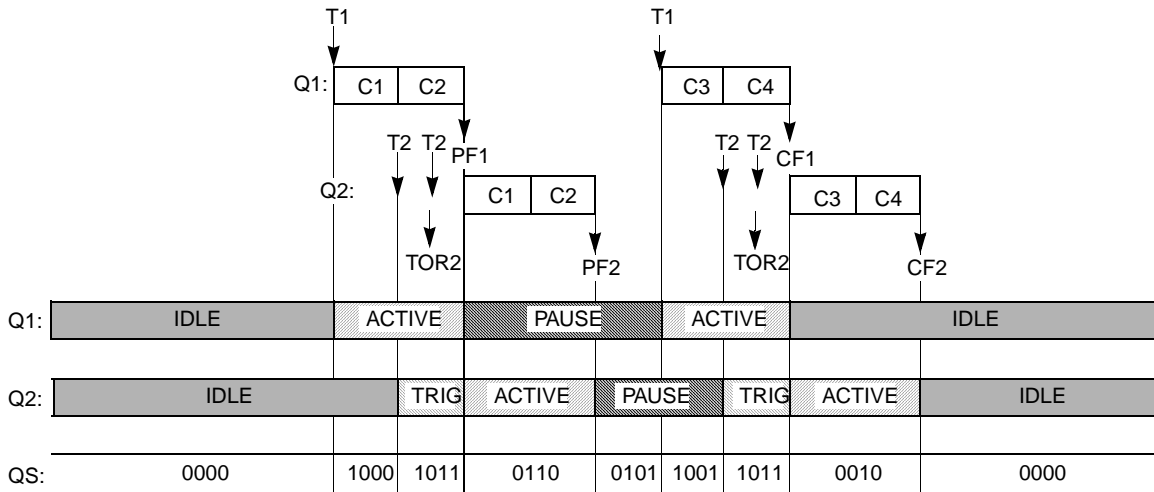 T1 T1
Q1: C1 C2 C3 C4
T2 T2 PF1 T2 T2 CF1
Q2: C1 C2 C3 C4
TOR2 PF2 TOR2 CF2
Q1: IDLE ACTIVE PAUSE ACTIVE IDLE
Q2: IDLE TRIG ACTIVE PAUSE TRIG ACTIVE IDLE
QS: 0000 1000 1011 0110 0101 1001 1011 0010 0000